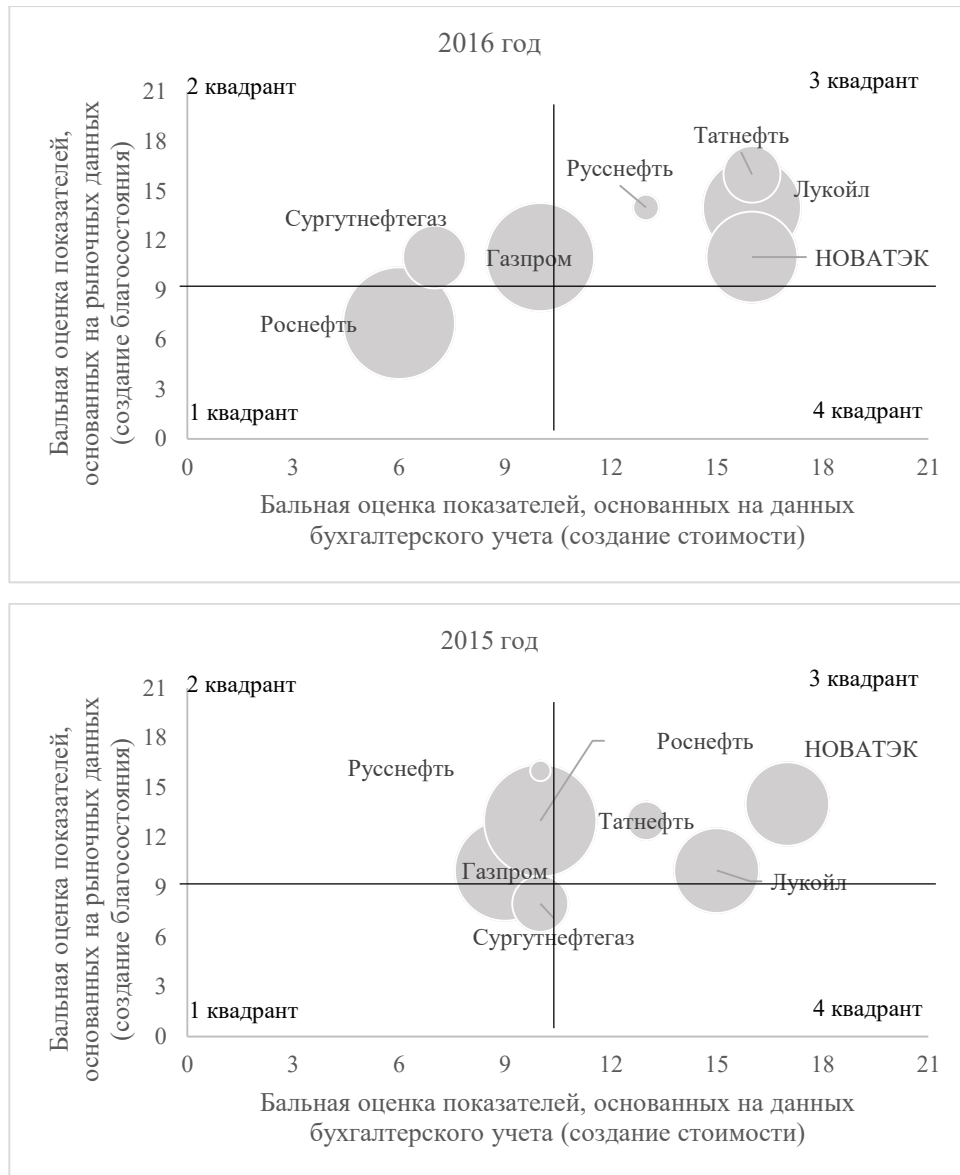 2016 год
Бальная оценка показателей,
основанных на рыночных данных
(создание благосостояния)
21
18
15
12
9
6
3
0
2 квадрант
3 квадрант
Татнефть
Русснефть
Лукойл
Сургутнефтегаз
Газпром
НОВАТЭК
Роснефть
1 квадрант
4 квадрант
0 3 6 9 12 15 18 21
Бальная оценка показателей, основанных на данных
бухгалтерского учета (создание стоимости)
2015 год
Бальная оценка показателей,
основанных на рыночных данных
(создание благосостояния)
21
18
15
12
9
6
3
0
2 квадрант
3 квадрант
Русснефть
Роснефть
НОВАТЭК
Татнефть
Газпром
Лукойл
Сургутнефтегаз
1 квадрант
4 квадрант
0 3 6 9 12 15 18 21
Бальная оценка показателей, основанных на данных
бухгалтерского учета (создание стоимости)